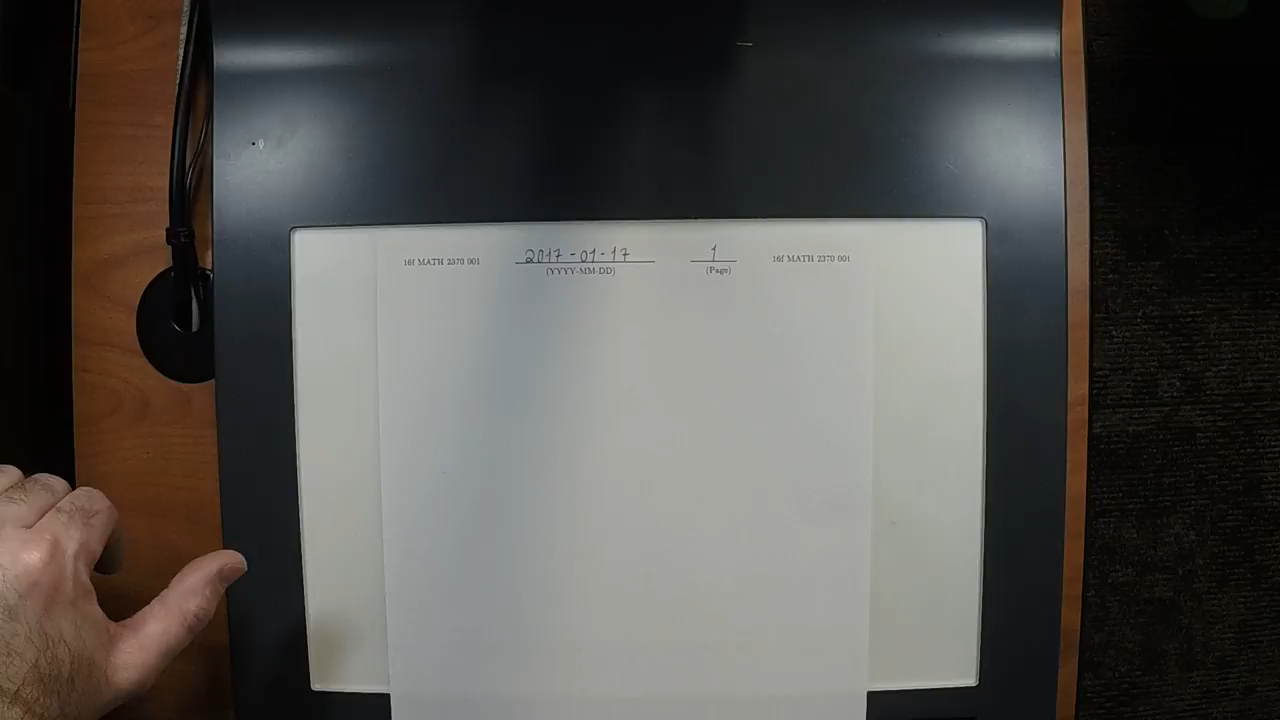 16f MATH 2370 001 2017-01-17 1 16f MATH 2370 001
(YYYY-MM-DD) (Page)